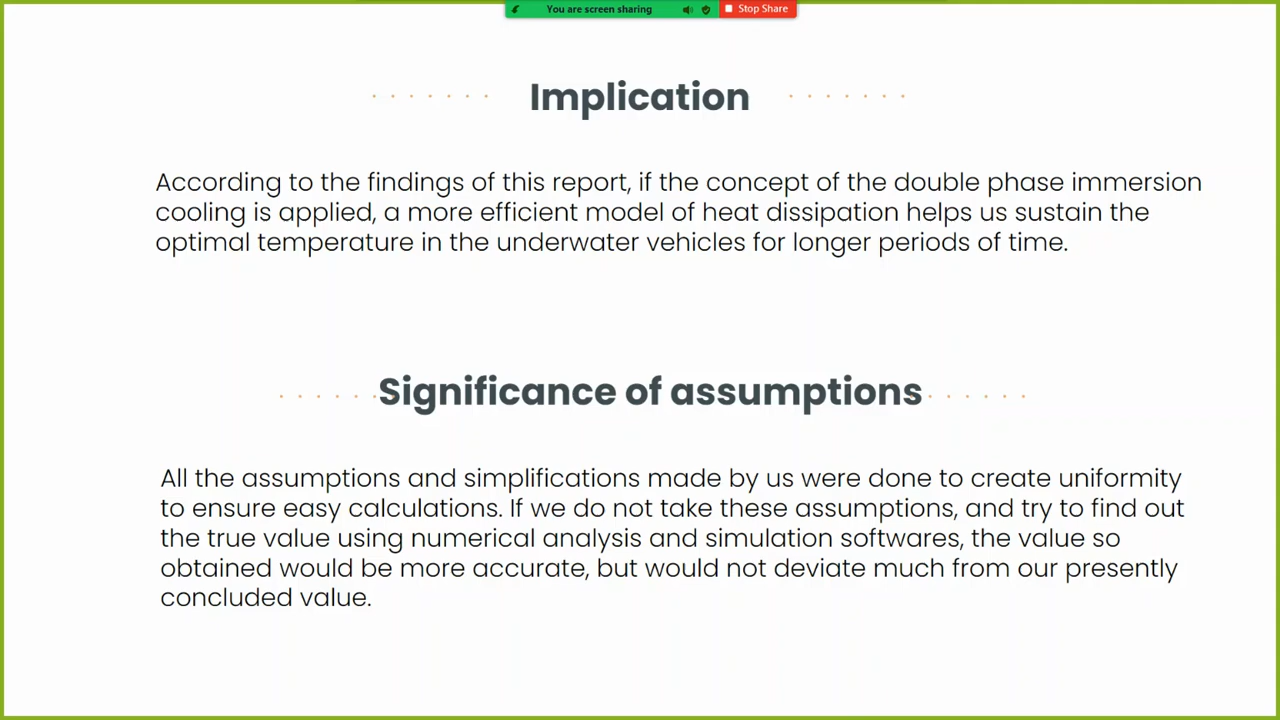 You are screen sharing
Stop Share
Implication
According to the findings of this report, if the concept of the double phase immersion
cooling is applied, a more efficient model of heat dissipation helps us sustain the
optimal temperature in the underwater vehicles for longer periods of time.
Significance of assumptions
All the assumptions and simplifications made by us were done to create uniformity
to ensure easy calculations. If we do not take these assumptions, and try to find out
the true value using numerical analysis and simulation softwares, the value so
obtained would be more accurate, but would not deviate much from our presently
concluded value.